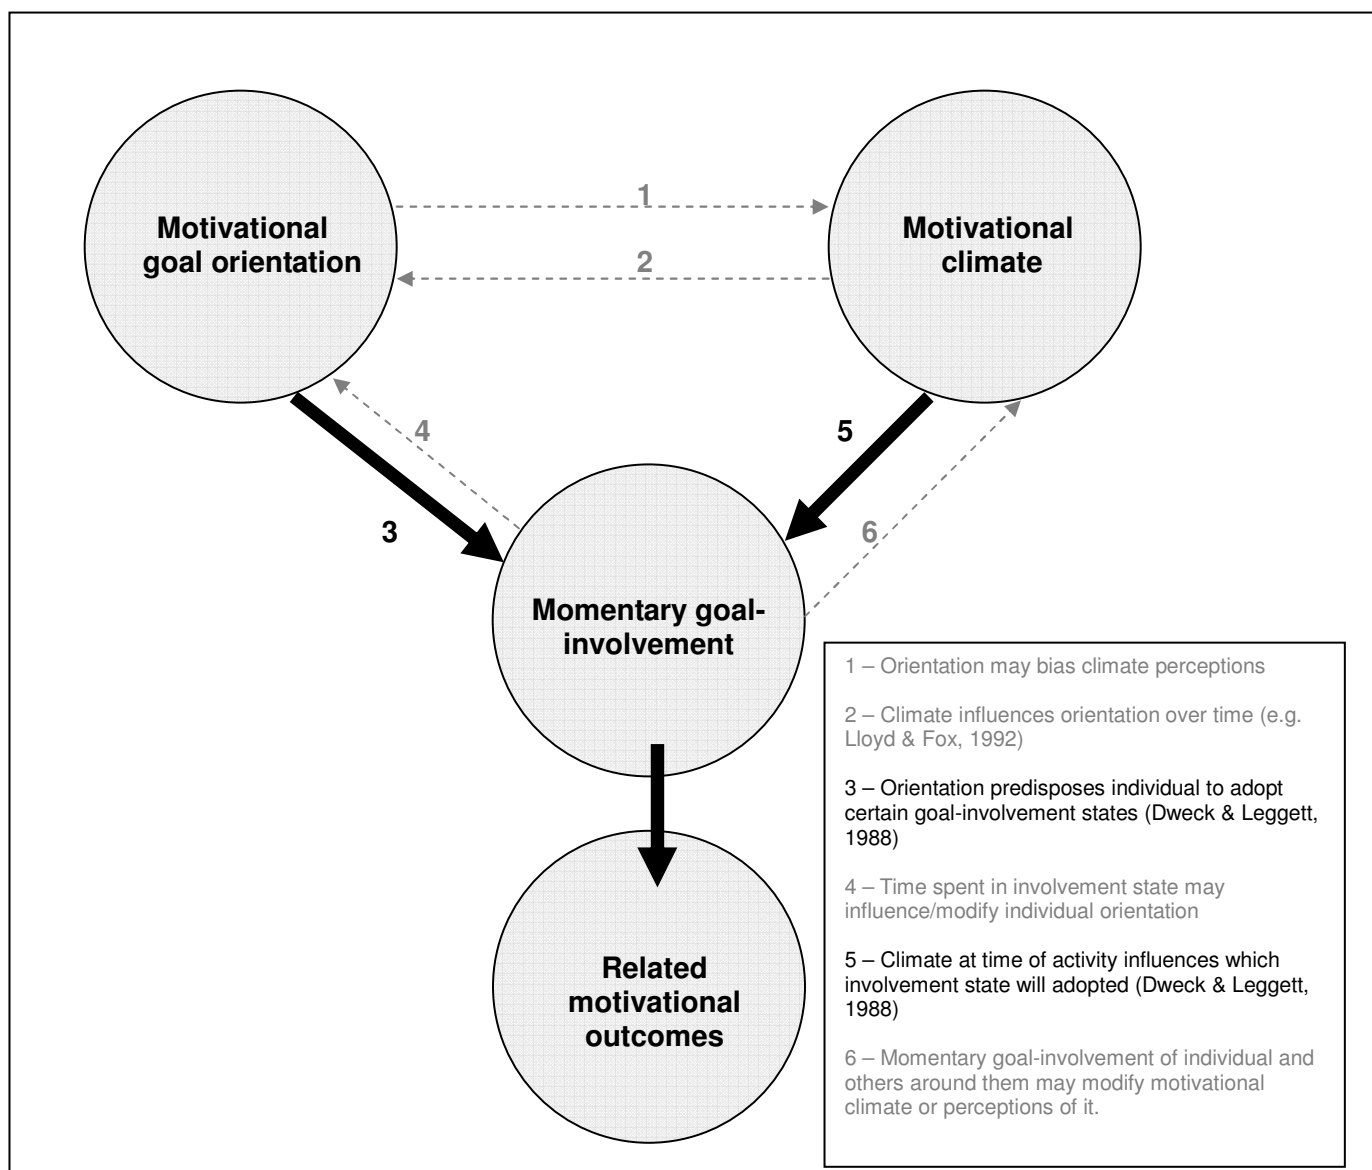 Motivational
goal orientation
1
2
Motivational
climate
4
3
5
6
Momentary goal-
involvement
Related
motivational
outcomes
1 – Orientation may bias climate perceptions
2 – Climate influences orientation over time (e.g.
Lloyd & Fox, 1992)
3 – Orientation predisposes individual to adopt
certain goal-involvement states (Dweck & Leggett,
1988)
4 – Time spent in involvement state may
influence/modify individual orientation
5 – Climate at time of activity influences which
involvement state will adopted (Dweck & Leggett,
1988)
6 – Momentary goal-involvement of individual and
others around them may modify motivational
climate or perceptions of it.